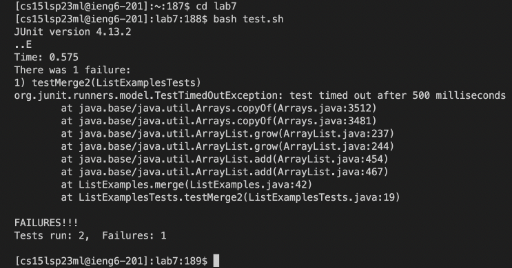 [cs15lsp23ml@ieng6-201]:~:187$ cd lab7
[cs15lsp23ml@ieng6-201]:lab7:188$ bash test.sh
JUnit version 4.13.2
..E
Time: 0.575
There was 1 failure:
1) testMerge2(ListExamplesTests)
org.junit.runners.model.TestTimedOutException: test timed out after 500 milliseconds
        at java.base/java.util.Arrays.copyOf(Arrays.java:3512)
        at java.base/java.util.Arrays.copyOf(Arrays.java:3481)
        at java.base/java.util.ArrayList.grow(ArrayList.java:237)
        at java.base/java.util.ArrayList.grow(ArrayList.java:244)
        at java.base/java.util.ArrayList.add(ArrayList.java:454)
        at java.base/java.util.ArrayList.add(ArrayList.java:467)
        at ListExamples.merge(ListExamples.java:42)
        at ListExamplesTests.testMerge2(ListExamplesTests.java:19)

FAILURES!!!
Tests run: 2,  Failures: 1

[cs15lsp23ml@ieng6-201]:lab7:189$